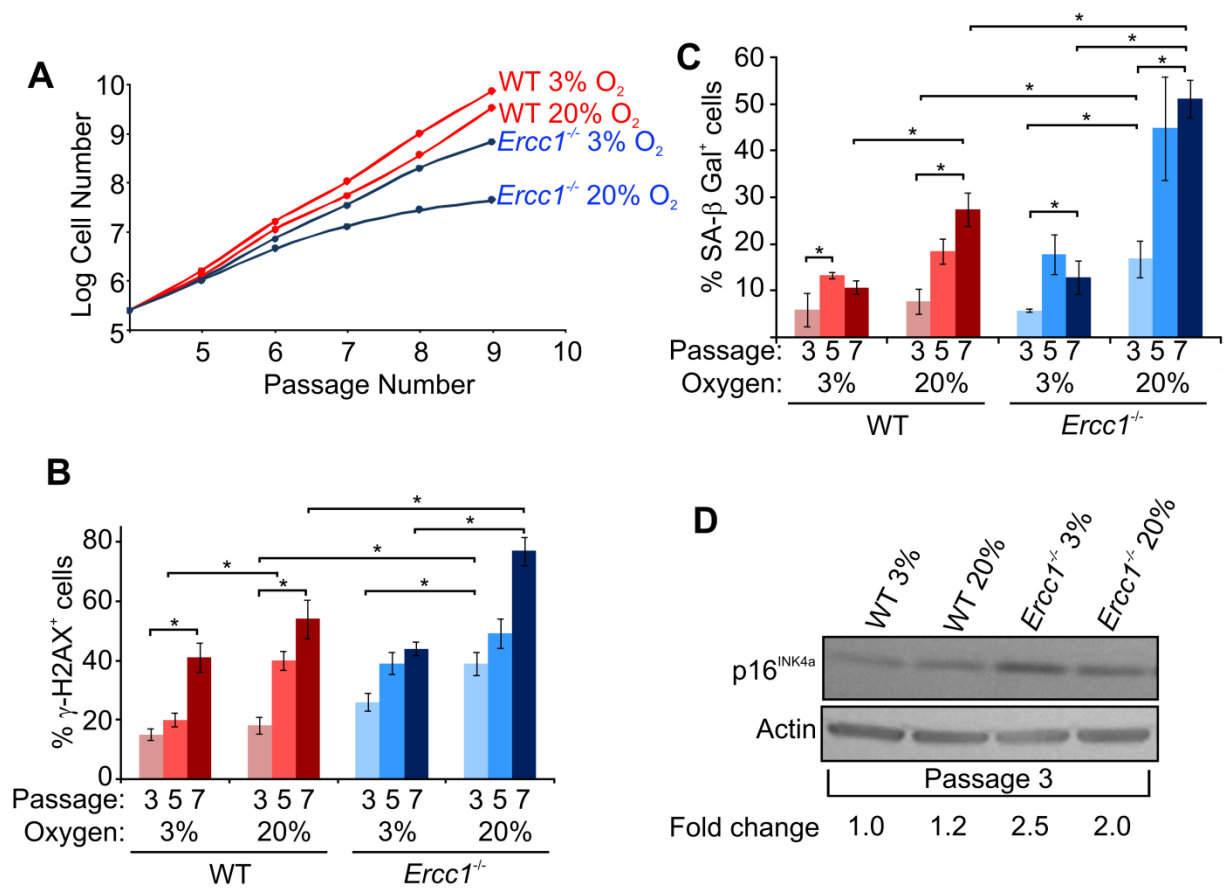 A
Log Cell Number
10
9
8
7
6
5
5 6 7 8 9 10
Passage Number
WT 3% O₂
WT 20% O₂
Ercc1⁻/⁻ 3% O₂
Ercc1⁻/⁻ 20% O₂
B
% γ-H2AX⁺ cells
80
60
40
20
0
* * * * * * *
Passage: 3 5 7 3 5 7 3 5 7 3 5 7
Oxygen: 3% 20% 3% 20%
WT Ercc1⁻/⁻
C
% SA-β Gal⁺ cells
60
50
40
30
20
10
* * * * * * * * *
Passage: 3 5 7 3 5 7 3 5 7 3 5 7
Oxygen: 3% 20% 3% 20%
WT Ercc1⁻/⁻
D
WT 3%
WT 20%
Ercc1⁻/⁻ 3%
Ercc1⁻/⁻ 20%
p16ᴵᴺᴷ⁴ᵃ
Actin
Passage 3
Fold change 1.0 1.2 2.5 2.0